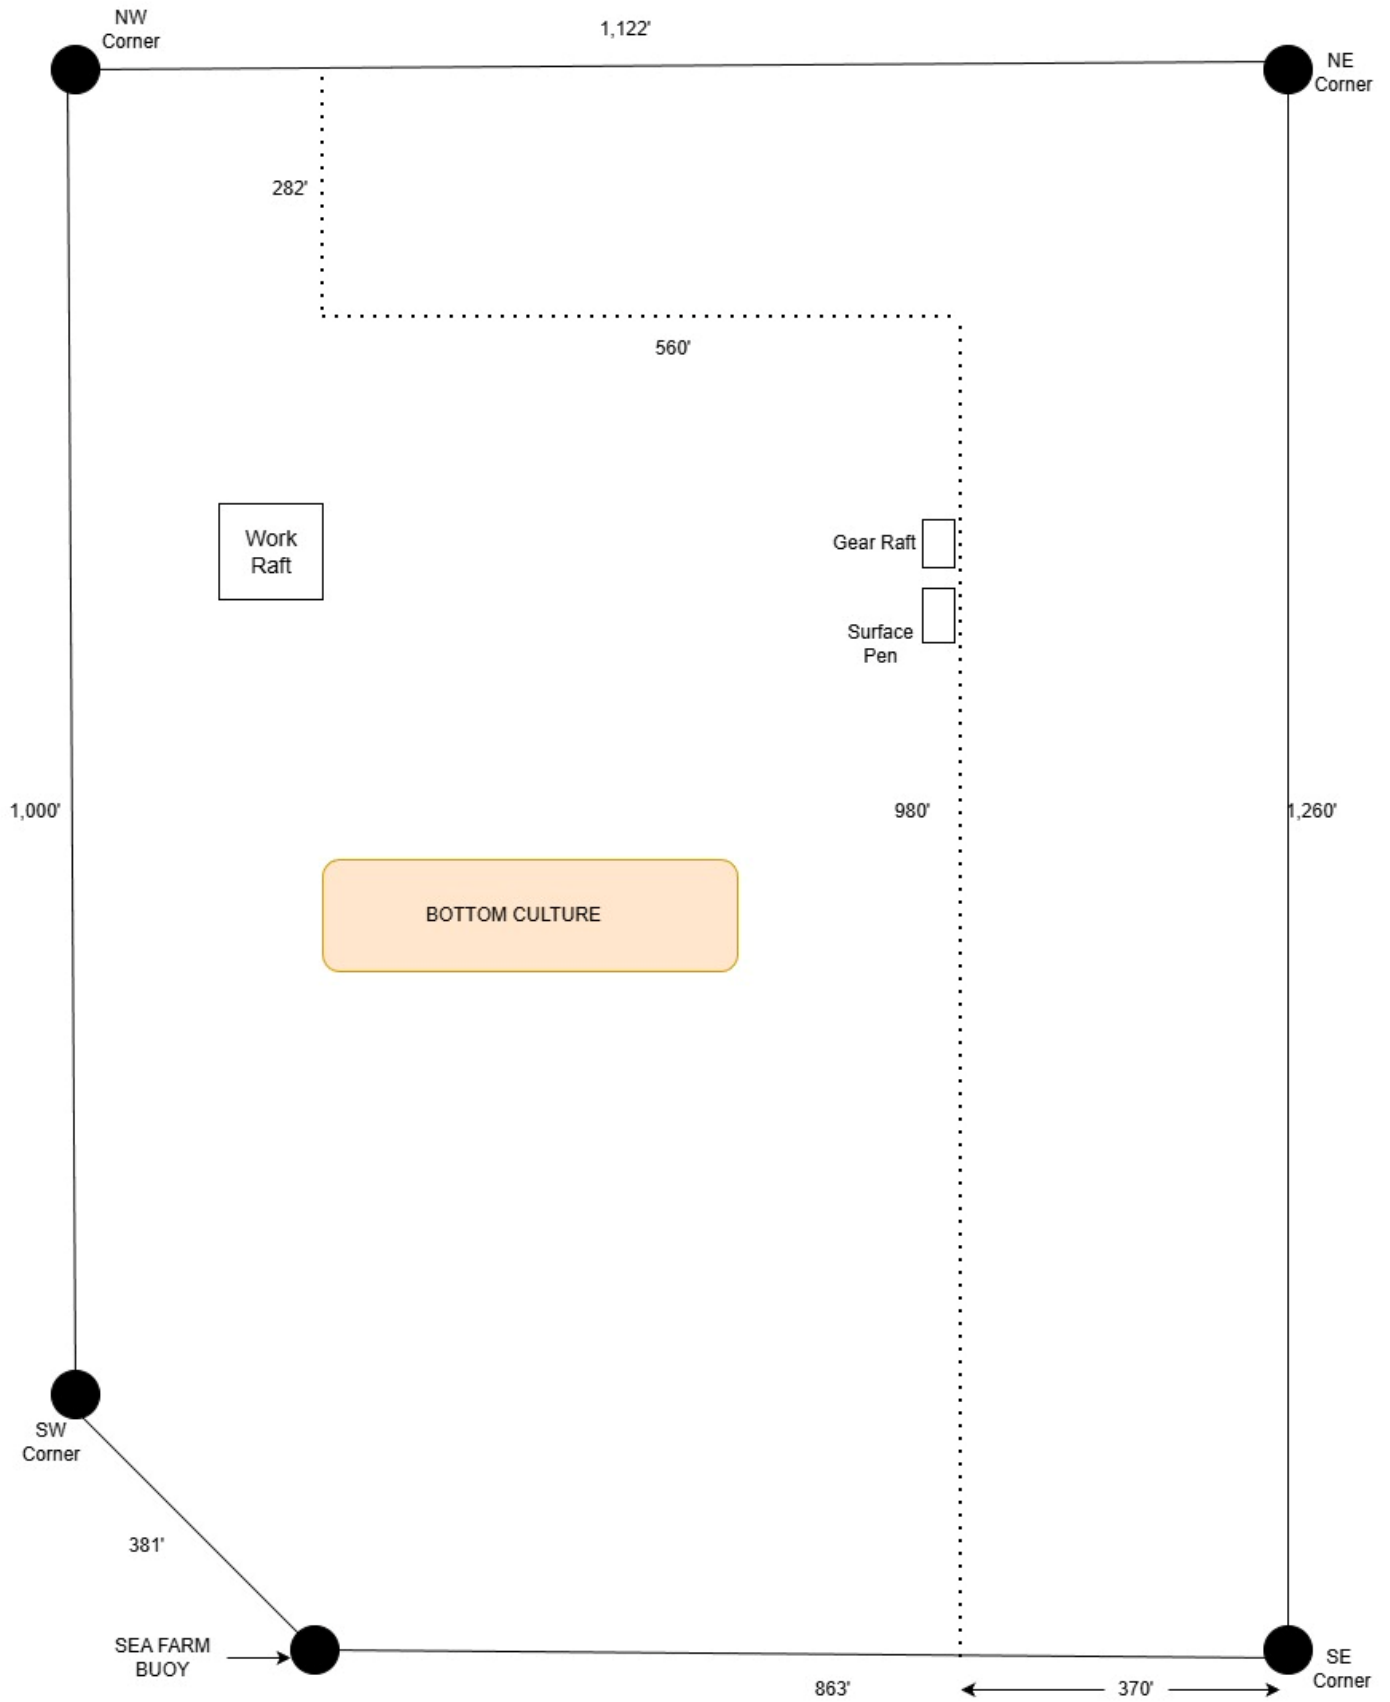 NW
Corner
1,122'
NE
Corner
282'
560'
Work
Raft
Gear Raft
Surface
Pen
1,000'
980'
1,260'
BOTTOM CULTURE
SW
Corner
381'
SEA FARM
BUOY
863'
370'
SE
Corner